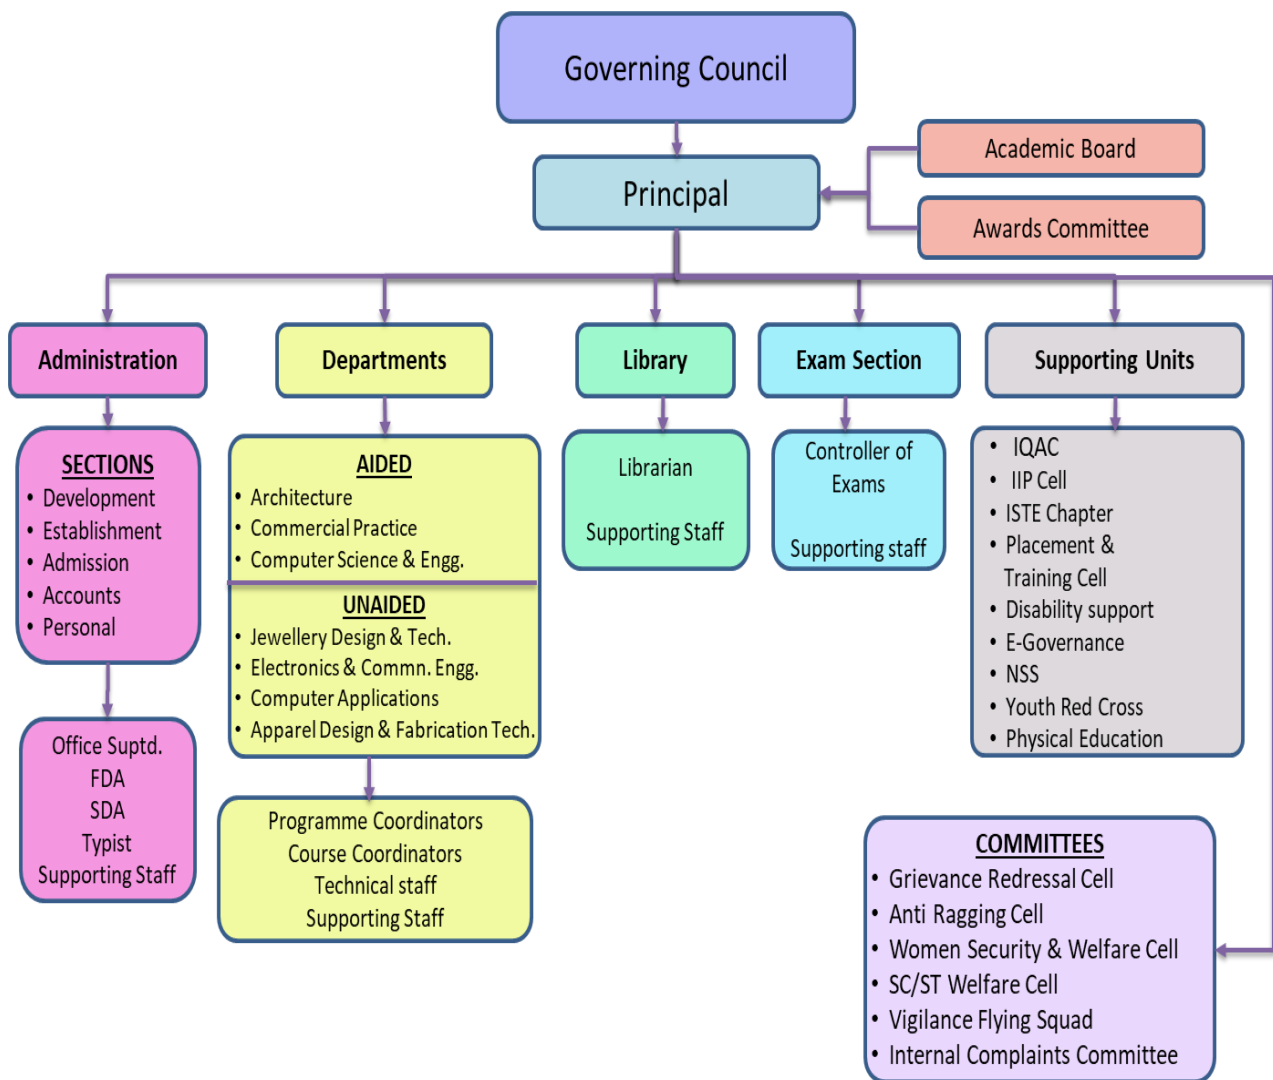 Governing Council
Principal
Academic Board
Awards Committee
Administration
Departments
Library
Exam Section
Supporting Units
SECTIONS
• Development
• Establishment
• Admission
• Accounts
• Personal
Office Suptd.
FDA
SDA
Typist
Supporting Staff
AIDED
• Architecture
• Commercial Practice
• Computer Science & Engg.
UNAIDED
• Jewellery Design & Tech.
• Electronics & Commn. Engg.
• Computer Applications
• Apparel Design & Fabrication Tech.
Programme Coordinators
Course Coordinators
Technical staff
Supporting Staff
Librarian
Supporting Staff
Controller of
Exams
Supporting staff
• IQAC
• IIP Cell
• ISTE Chapter
• Placement &
Training Cell
• Disability support
• E-Governance
• NSS
• Youth Red Cross
• Physical Education
COMMITTEES
• Grievance Redressal Cell
• Anti Ragging Cell
• Women Security & Welfare Cell
• SC/ST Welfare Cell
• Vigilance Flying Squad
• Internal Complaints Committee